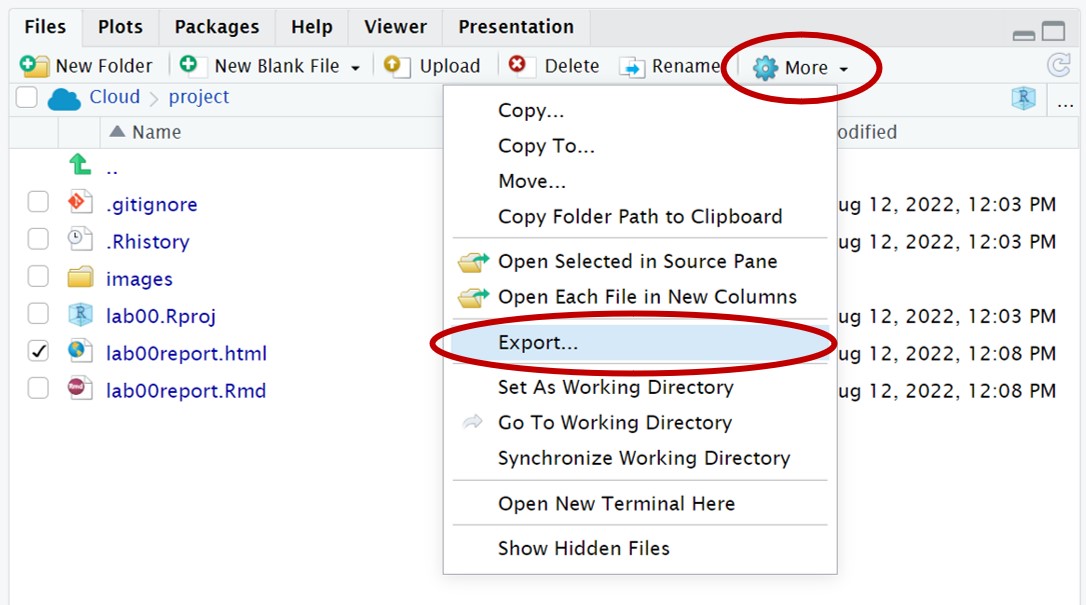 Files Plots Packages Help Viewer Presentation
New Folder New Blank File Upload Delete Rename More
Cloud project ...
Name odified
..
.gitignore ug 12, 2022, 12:03 PM
.Rhistory ug 12, 2022, 12:03 PM
images
lab00.Rproj ug 12, 2022, 12:03 PM
lab00report.html ug 12, 2022, 12:08 PM
lab00report.Rmd ug 12, 2022, 12:08 PM
Copy...
Copy To...
Move...
Copy Folder Path to Clipboard
Open Selected in Source Pane
Open Each File in New Columns
Export...
Set As Working Directory
Go To Working Directory
Synchronize Working Directory
Open New Terminal Here
Show Hidden Files